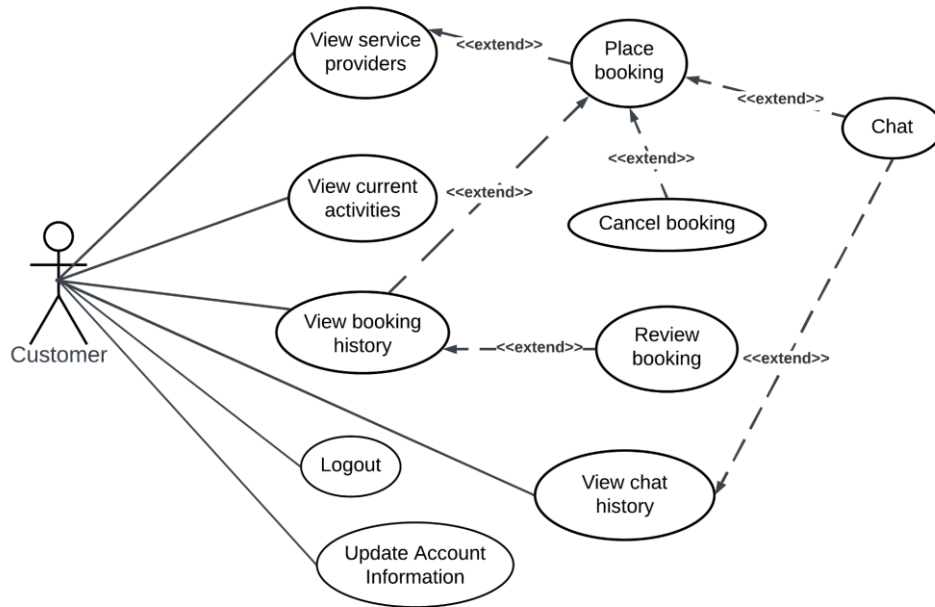 View service
providers
<<extend>>
Place
booking
<<extend>>
Chat
View current
activities
<<extend>>
<<extend>>
Cancel booking
Customer
View booking
history
<<extend>>
Review
booking
<<extend>>
Logout
View chat
history
Update Account
Information